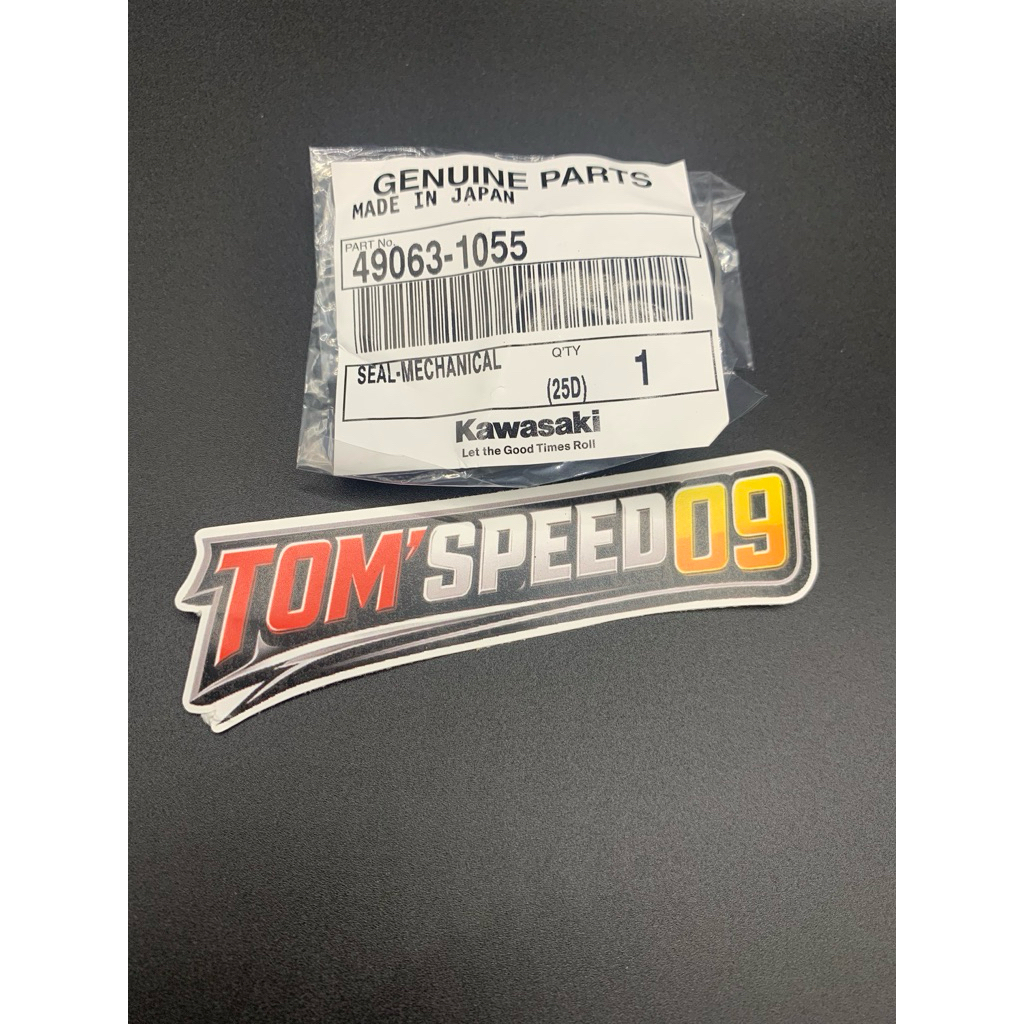 GENUINE PARTS
MADE IN JAPAN
PART No.
49063-1055
SEAL-MECHANICAL
Q'TY
(25D)
1
Kawasaki
Let the Good Times Roll
TOM'SPEED09